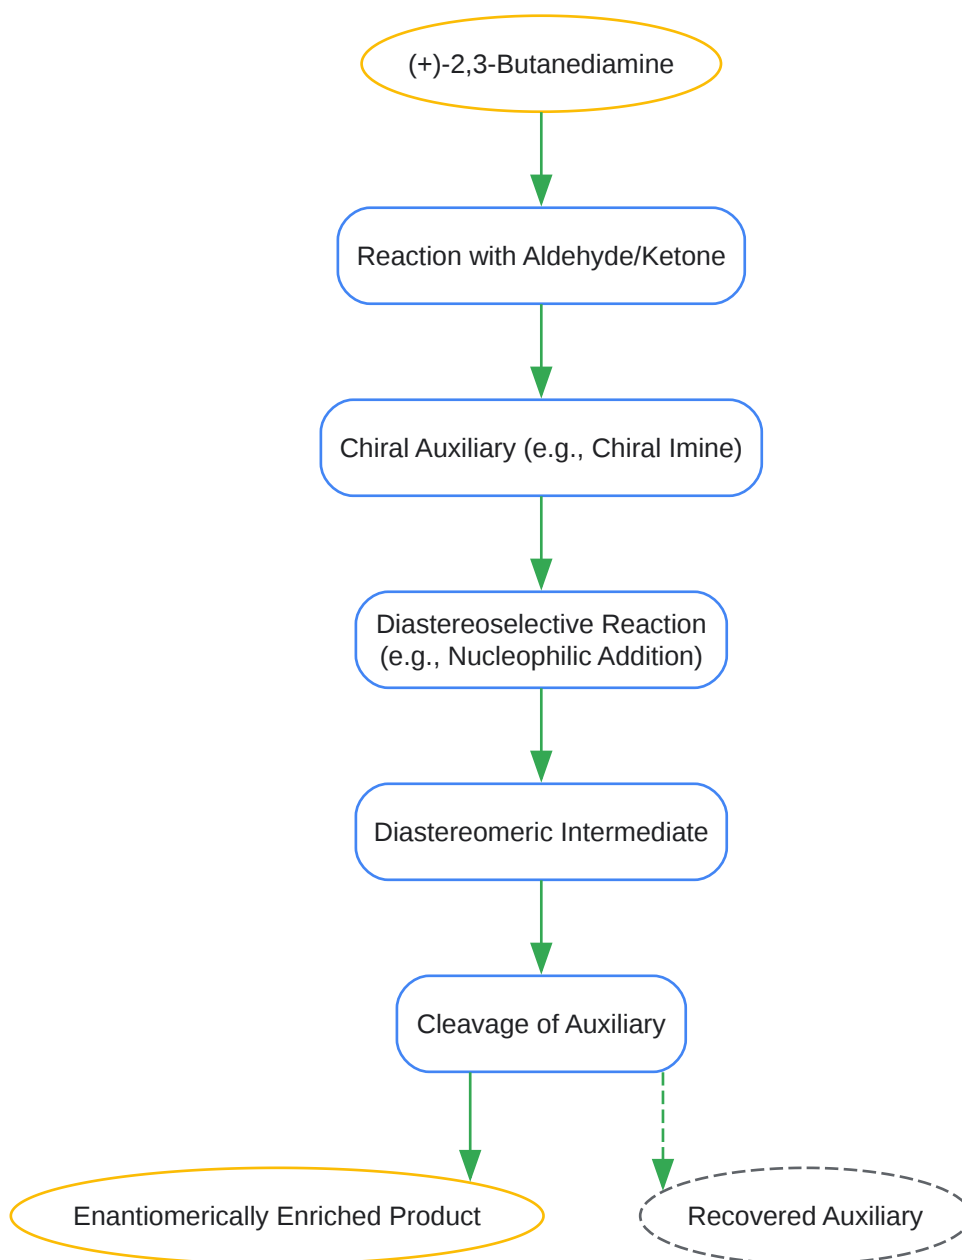 (+)-2,3-Butanediamine
Reaction with Aldehyde/Ketone
Chiral Auxiliary (e.g., Chiral Imine)
Diastereoselective Reaction
(e.g., Nucleophilic Addition)
Diastereomeric Intermediate
Cleavage of Auxiliary
Enantiomerically Enriched Product
Recovered Auxiliary